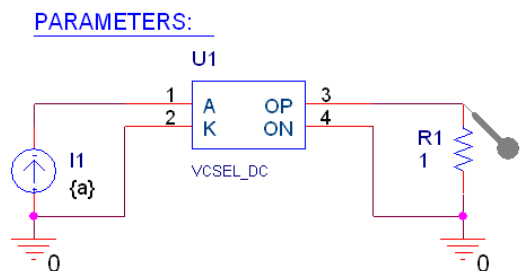 PARAMETERS:
U1
1 A OP 3
2 K ON 4
I1
{a}
VCSEL_DC
R1
1
0 0